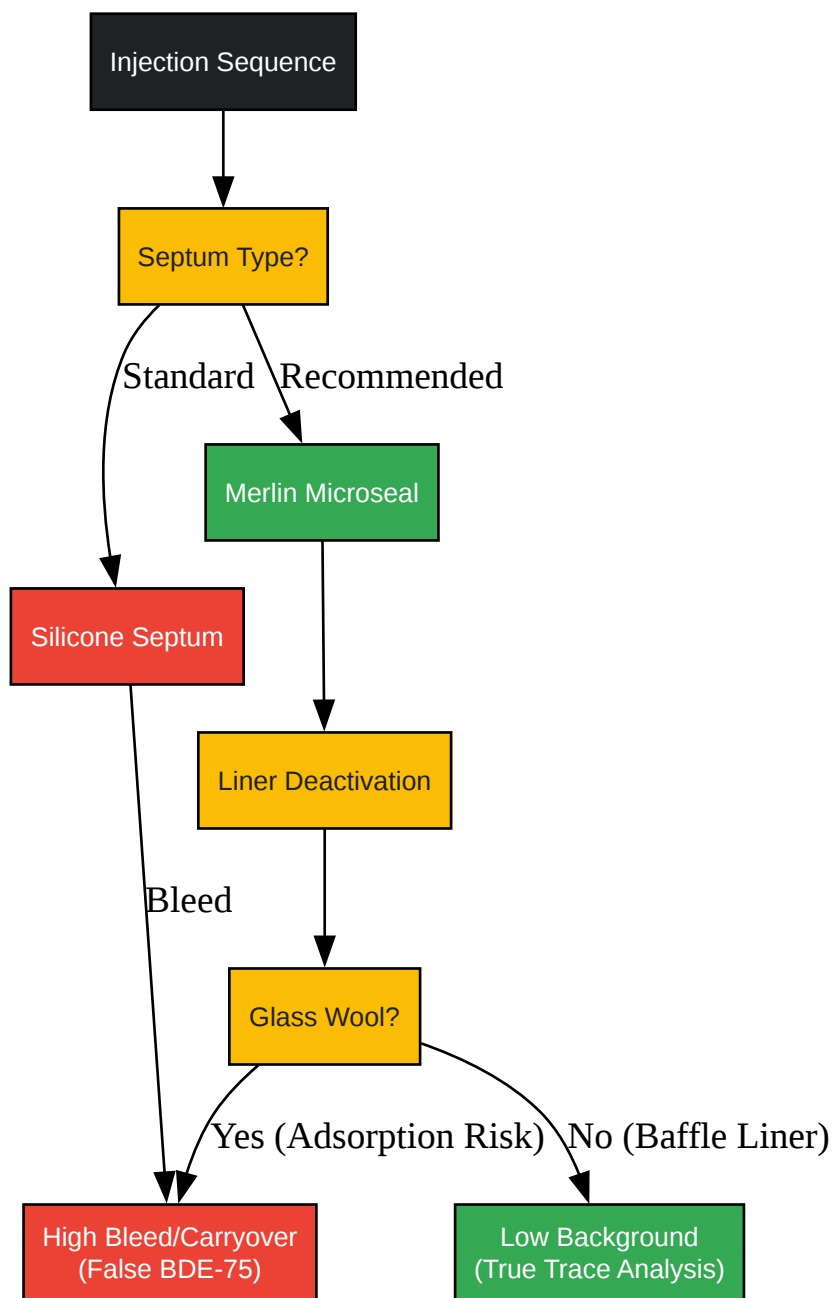 Injection Sequence
Septum Type?
Standard
Recommended
Merlin Microseal
Silicone Septum
Liner Deactivation
Bleed
Glass Wool?
Yes (Adsorption Risk)
No (Baffle Liner)
High Bleed/Carryover
(False BDE-75)
Low Background
(True Trace Analysis)